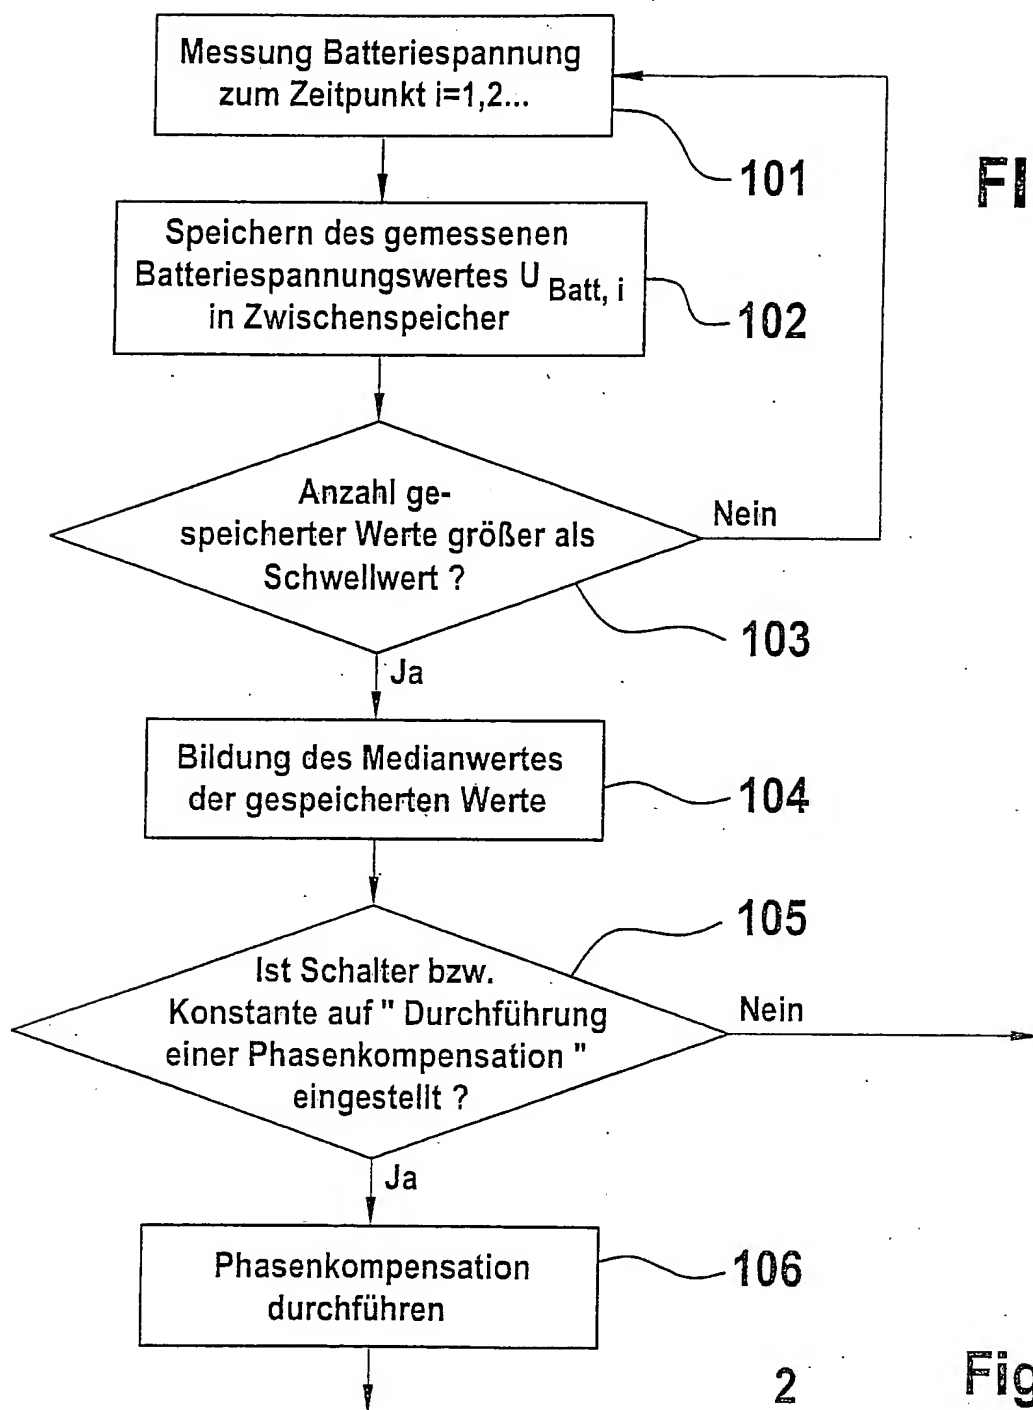 Messung Batteriespannung
zum Zeitpunkt i=1,2...
101
FI
Speichern des gemessenen
Batteriespannungswertes U Batt, i
in Zwischenspeicher
102
Anzahl ge-
speicherter Werte größer als
Schwellwert ?
Nein
103
Ja
Bildung des Medianwertes
der gespeicherten Werte
104
105
Ist Schalter bzw.
Konstante auf " Durchführung
einer Phasenkompensation "
eingestellt ?
Nein
Ja
Phasenkompensation
durchführen
106
2
Fig